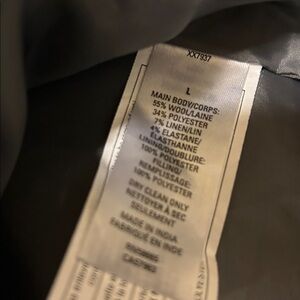 XX7937
L
MAIN BODY/CORPS:
55% WOOL/LAINE
34% POLYESTER
7% LINEN/LIN
4% ELASTANE/
ELASTHANNE
LINING/DOUBLURE:
100% POLYESTER
FILLING/
REMPLISSAGE:
100% POLYESTER
DRY CLEAN ONLY
NETTOYER À SEC
SEULEMENT
MADE IN INDIA
FABRIQUÉ EN INDE